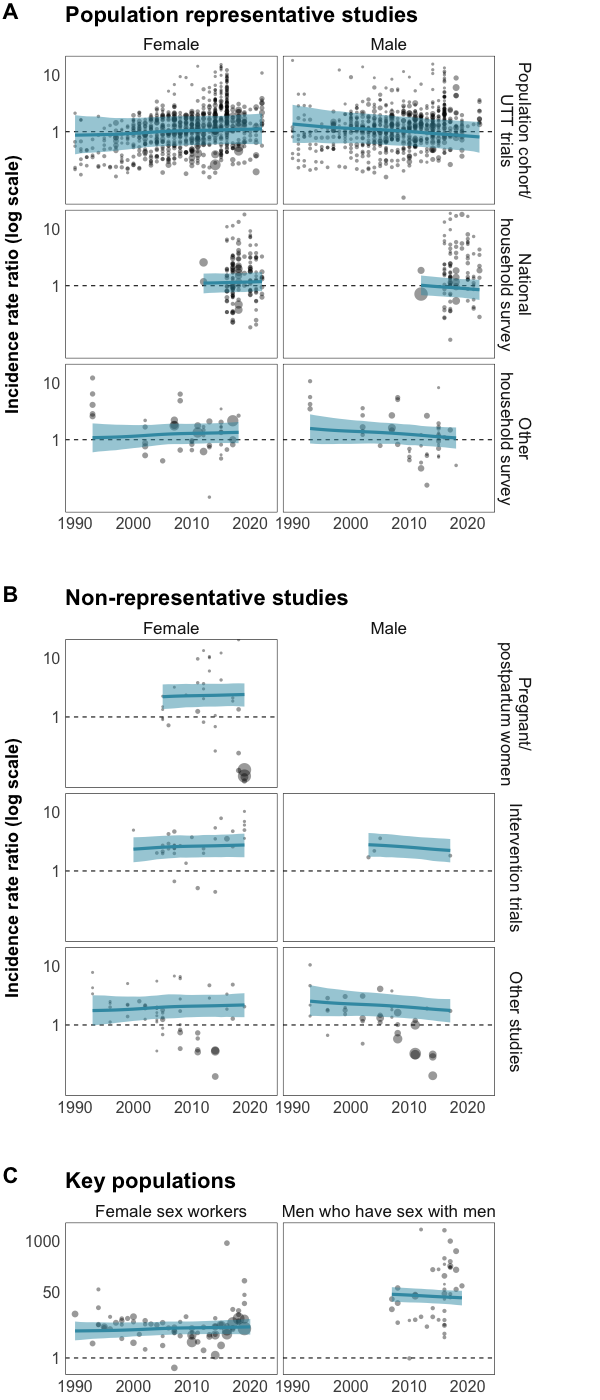 A
Population representative studies
Female
Male
Incidence rate ratio (log scale)
10
1
Population cohort/
UTT trials
10
1
National
household survey
10
1
Other
household survey
1990
2000
2010
2020
1990
2000
2010
2020
B
Non-representative studies
Female
Male
Incidence rate ratio (log scale)
10
1
Pregnant/
postpartum women
10
1
Intervention trials
10
1
Other studies
1990
2000
2010
2020
1990
2000
2010
2020
C
Key populations
Female sex workers
Men who have sex with men
1000
50
1
1990
2000
2010
2020
1990
2000
2010
2020